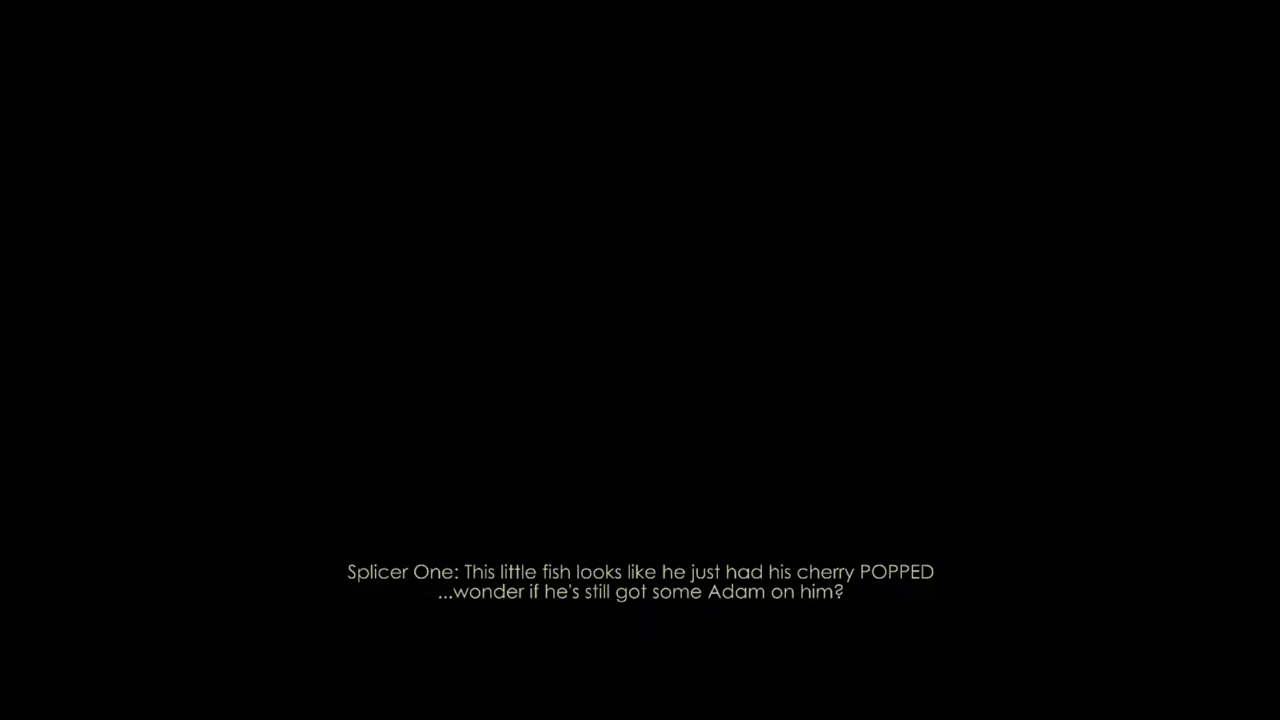 Splicer One: This little fish looks like he just had his cherry POPPED
...wonder if he's still got some Adam on him?